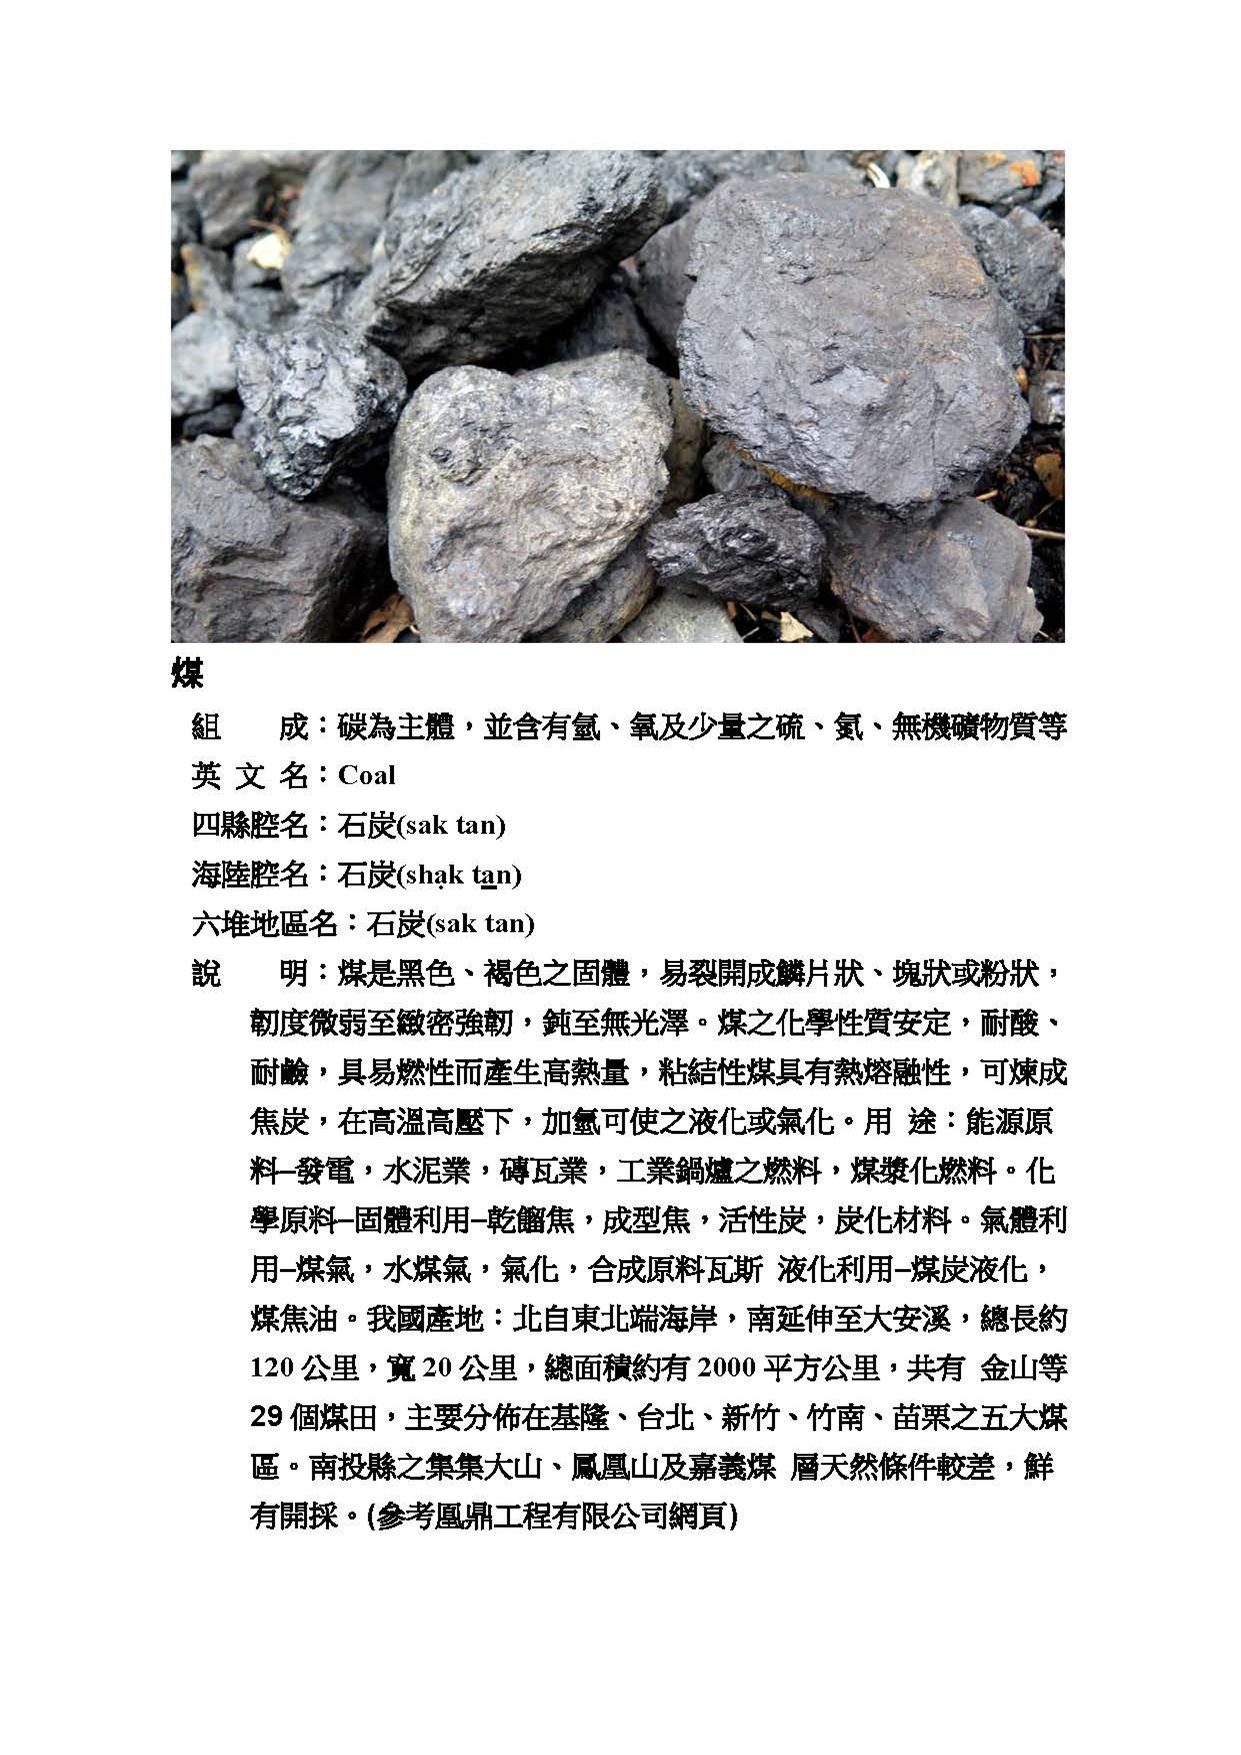 煤
組　　成：碳為主體，並含有氫、氧及少量之硫、氮、無機礦物質等
英 文 名：Coal
四縣腔名：石炭(sak tan)
海陸腔名：石炭(shạk ta̲n)
六堆地區名：石炭(sak tan)
說　　明：煤是黑色、褐色之固體，易裂開成鱗片狀、塊狀或粉狀，
韌度微弱至緻密強韌，鈍至無光澤。煤之化學性質安定，耐酸、
耐鹼，具易燃性而產生高熱量，粘結性煤具有熱熔融性，可煉成
焦炭，在高溫高壓下，加氫可使之液化或氣化。用 途：能源原
料–發電，水泥業，磚瓦業，工業鍋爐之燃料，煤漿化燃料。化
學原料–固體利用–乾餾焦，成型焦，活性炭，炭化材料。氣體利
用–煤氣，水煤氣，氣化，合成原料瓦斯 液化利用–煤炭液化，
煤焦油。我國產地：北自東北端海岸，南延伸至大安溪，總長約
120 公里，寬 20 公里，總面積約有 2000 平方公里，共有 金山等
29 個煤田，主要分佈在基隆、台北、新竹、竹南、苗栗之五大煤
區。南投縣之集集大山、鳳凰山及嘉義煤 層天然條件較差，鮮
有開採。(參考凰鼎工程有限公司網頁)